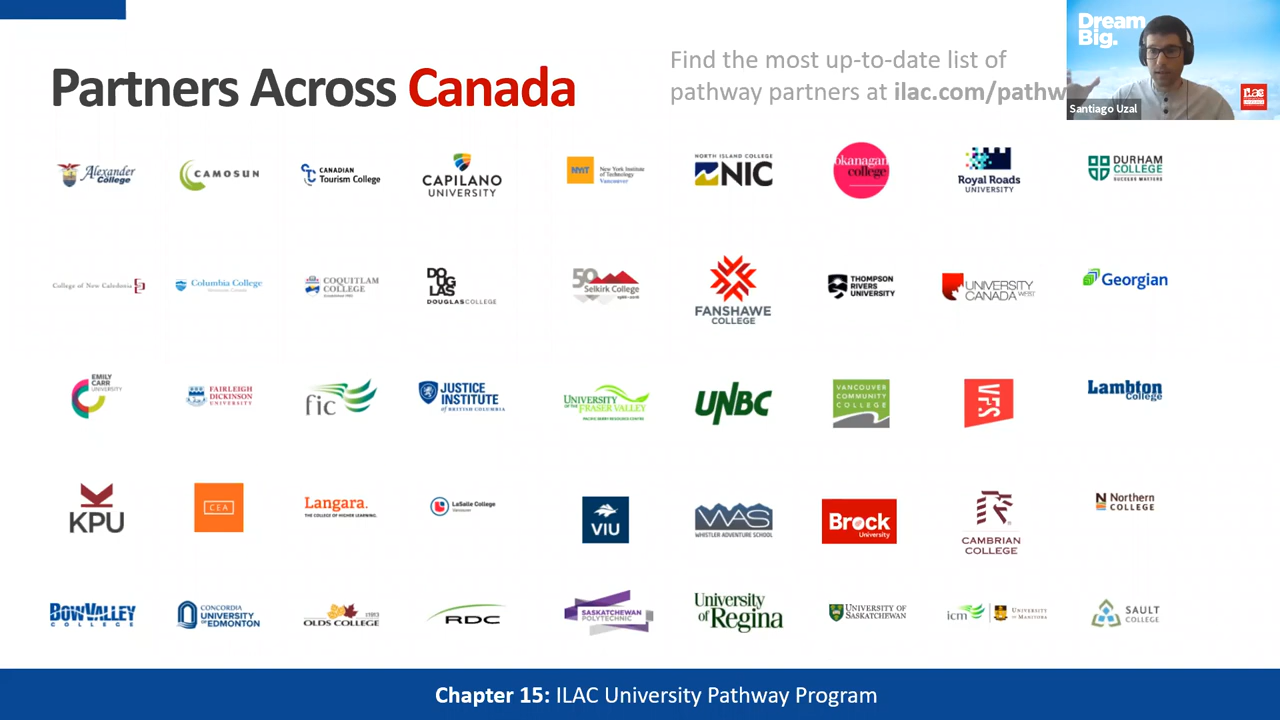 Dream
Big.
Santiago Uzal
ilac
Partners Across Canada
Find the most up-to-date list of
pathway partners at ilac.com/pathw
Alexander
College
CAMOSUN
CANADIAN
Tourism College
CAPILANO
UNIVERSITY
NYIT
New York Institute
of Technology
Vancouver
NORTH ISLAND COLLEGE
NIC
okanagan
college
Royal Roads
UNIVERSITY
DURHAM
COLLEGE
SUCCESS MATTERS
College of New Caledonia
Columbia College
COQUITLAM
COLLEGE
DO
UG
LAS
DOUGLASCOLLEGE
50
Selkirk College
FANSHAWE
COLLEGE
THOMPSON
RIVERS
UNIVERSITY
UNIVERSITY
CANADA WEST
Georgian
EMILY
CARR
UNIVERSITY
FAIRLEIGH
DICKINSON
UNIVERSITY
fic
JUSTICE
INSTITUTE
of BRITISH COLUMBIA
UNIVERSITY
OF THE FRASER VALLEY
UNBC
VANCOUVER
COMMUNITY
COLLEGE
VFS
Lambton
College
KPU
CEA
Langara.
THE COLLEGE OF HIGHER LEARNING.
LaSalle College
Vancouver
VIU
WAS
WHISTLER ADVENTURE SCHOOL
Brock
University
CAMBRIAN
COLLEGE
Northern
COLLEGE
BOW VALLEY
COLLEGE
CONCORDIA
UNIVERSITY
OF EDMONTON
1913
OLDS COLLEGE
RDC
SASKATCHEWAN
POLYTECHNIC
University
of Regina
UNIVERSITY OF
SASKATCHEWAN
icm
UNIVERSITY
OF MANITOBA
SAULT
COLLEGE
Chapter 15: ILAC University Pathway Program